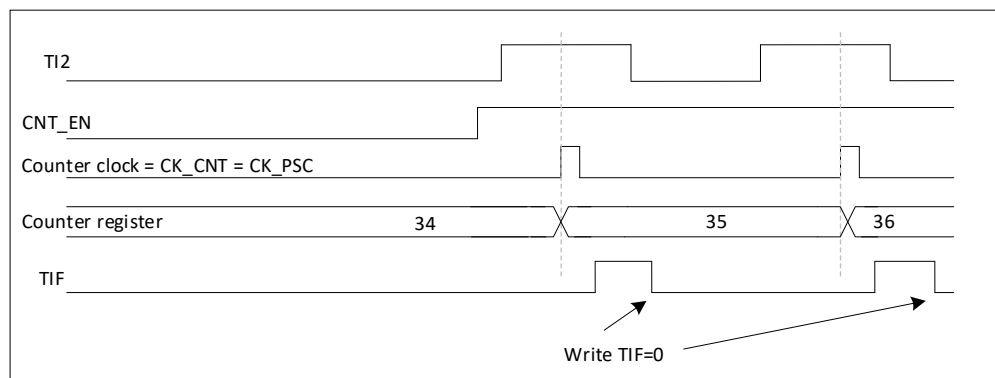 TI2
CNT_EN
Counter clock = CK_CNT = CK_PSC
Counter register 34 35 36
TIF
Write TIF=0